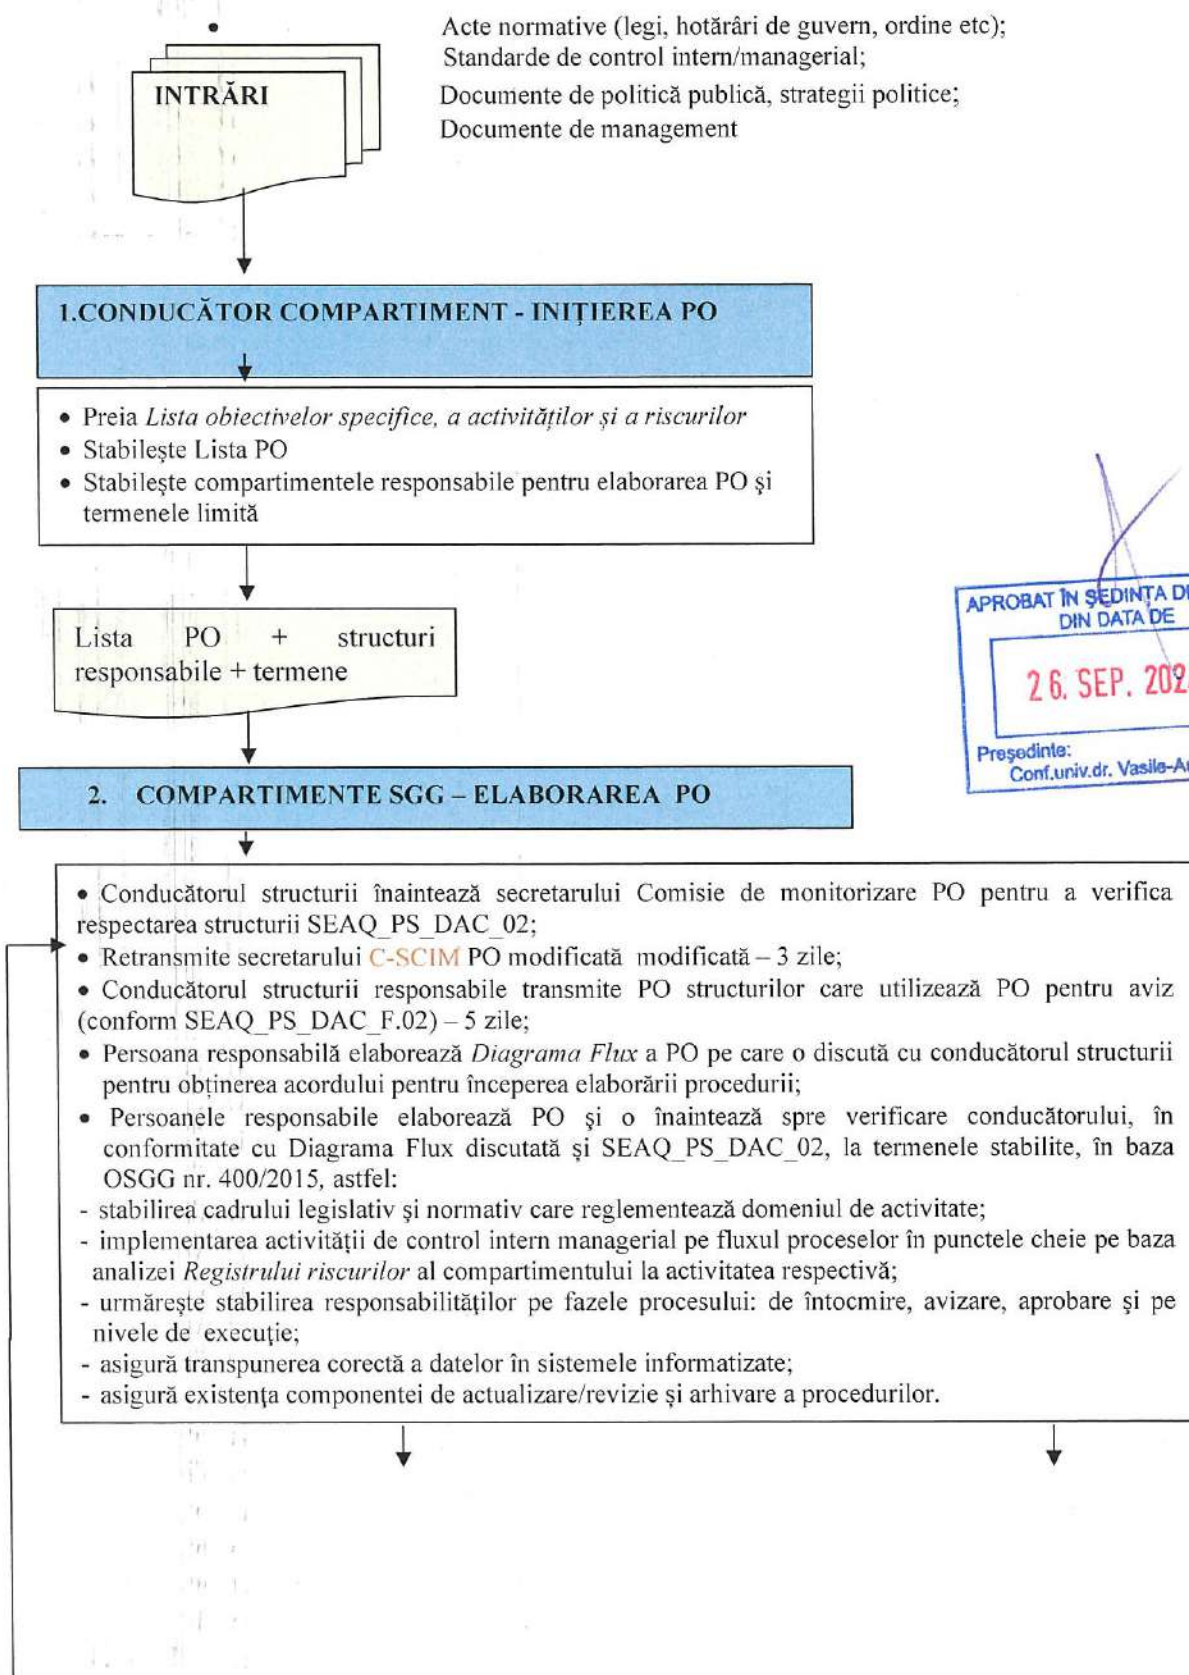 Acte normative (legi, hotărâri de guvern, ordine etc);
Standarde de control intern/managerial;
INTRĂRI
Documente de politică publică, strategii politice;
Documente de management
1.CONDUCĂTOR COMPARTIMENT - INIȚIEREA PO
• Preia Lista obiectivelor specifice, a activităților și a riscurilor
• Stabilește Lista PO
• Stabilește compartimentele responsabile pentru elaborarea PO și
termenele limită
Lista PO + structuri
responsabile + termene
APROBAT ÎN ȘEDINȚA
DIN DATA DE
26. SEP. 202
Președinte:
Conf.univ.dr. Vasile-
2. COMPARTIMENTE SGG – ELABORAREA PO
• Conducătorul structurii înaintează secretarului Comisie de monitorizare PO pentru a verifica
respectarea structurii SEAQ_PS_DAC_02;
• Retransmite secretarului C-SCIM PO modificată modificată – 3 zile;
• Conducătorul structurii responsabile transmite PO structurilor care utilizează PO pentru aviz
(conform SEAQ_PS_DAC_F.02) – 5 zile;
• Persoana responsabilă elaborează Diagrama Flux a PO pe care o discută cu conducătorul structurii
pentru obținerea acordului pentru începerea elaborării procedurii;
• Persoanele responsabile elaborează PO și o înaintează spre verificare conducătorului, în
conformitate cu Diagrama Flux discutată și SEAQ_PS_DAC_02, la termenele stabilite, în baza
OSGG nr. 400/2015, astfel:
- stabilirea cadrului legislativ și normativ care reglementează domeniul de activitate;
- implementarea activității de control intern managerial pe fluxul proceselor în punctele cheie pe baza
analizei Registrului riscurilor al compartimentului la activitatea respectivă;
- urmărește stabilirea responsabilităților pe fazele procesului: de întocmire, avizare, aprobare și pe
nivele de execuție;
- asigură transpunerea corectă a datelor în sistemele informatizate;
- asigură existența componentei de actualizare/revizie și arhivare a procedurilor.